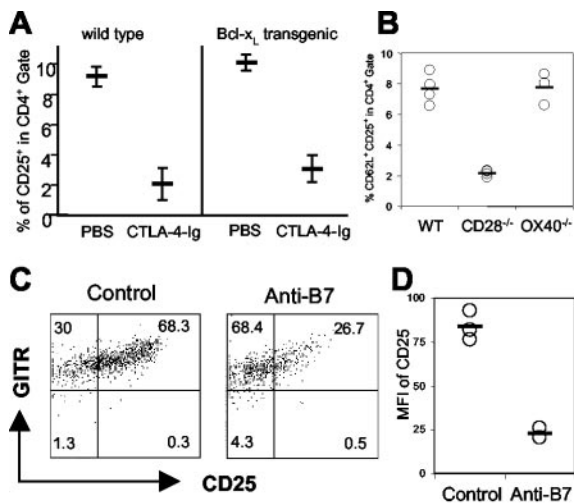 A
wild type
Bcl-xL transgenic
% of CD25+ in CD4+ Gate
10
8
6
4
2
0
PBS CTLA-4-Ig PBS CTLA-4-Ig
B
% CD62L+ CD25+ in CD4+ Gate
10
8
6
4
2
0
WT CD28-/- OX40-/-
C
Control
Anti-B7
30 68.3
68.4 26.7
1.3 0.3
4.3 0.5
GITR
CD25
D
MFI of CD25
100
75
50
25
0
Control Anti-B7